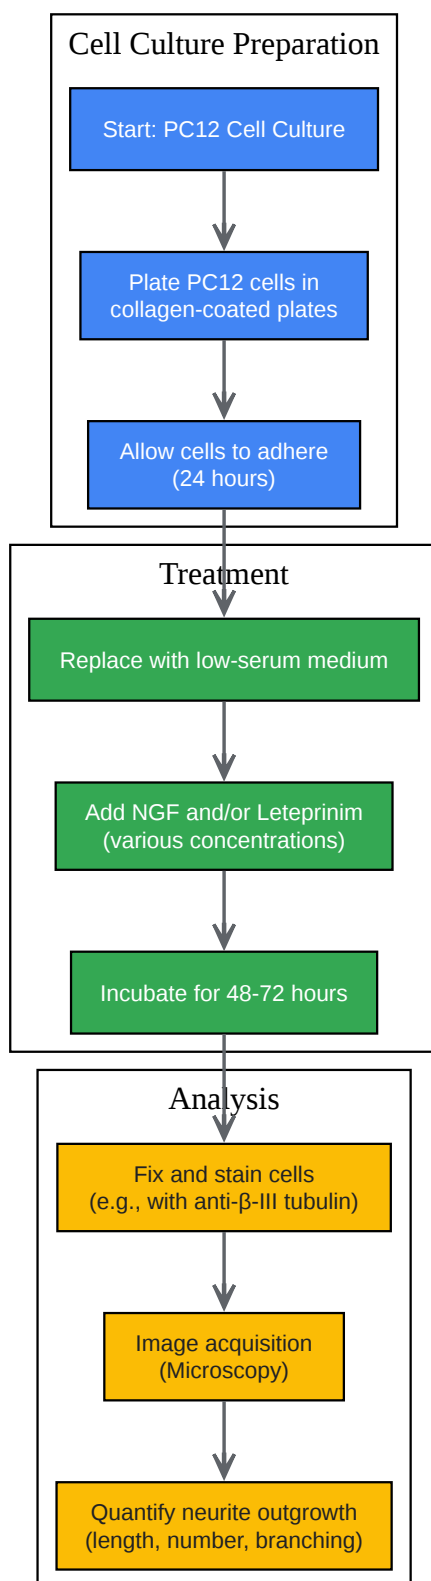 Cell Culture Preparation
Start: PC12 Cell Culture
Plate PC12 cells in
collagen-coated plates
Allow cells to adhere
(24 hours)
Treatment
Replace with low-serum medium
Add NGF and/or Leteprinim
(various concentrations)
Incubate for 48-72 hours
Analysis
Fix and stain cells
(e.g., with anti-β-III tubulin)
Image acquisition
(Microscopy)
Quantify neurite outgrowth
(length, number, branching)